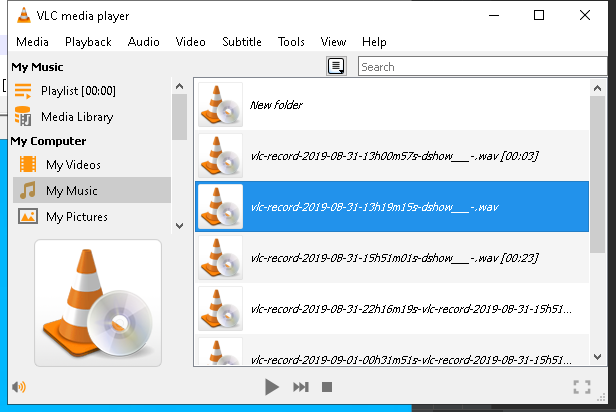 VLC media player
Media Playback Audio Video Subtitle Tools View Help
My Music
Search
Playlist [00:00]
Media Library
My Computer
My Videos
My Music
My Pictures
New folder
vlc-record-2019-08-31-13h00m57s-dshow___-.wav [00:03]
vlc-record-2019-08-31-13h19m15s-dshow___-.wav
vlc-record-2019-08-31-15h51m01s-dshow___-.wav [00:23]
vlc-record-2019-08-31-22h16m19s-vlc-record-2019-08-31-15h51...
vlc-record-2019-09-01-00h31m51s-vlc-record-2019-08-31-15h51...